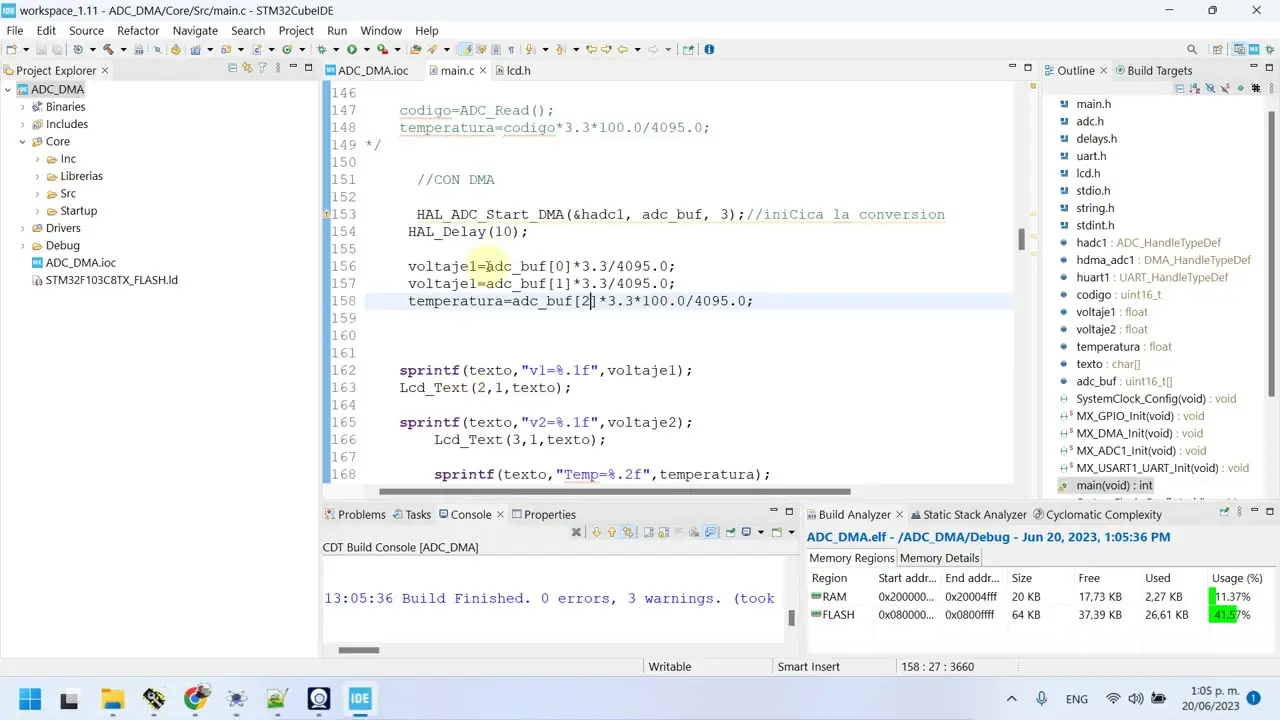 workspace_1.11 - ADC_DMA/Core/Src/main.c - STM32CubeIDE
File Edit Source Refactor Navigate Search Project Run Window Help
Project Explorer
ADC_DMA
Binaries
Includes
Core
Inc
Librerias
Src
Startup
Drivers
Debug
ADC_DMA.ioc
STM32F103C8TX_FLASH.ld
ADC_DMA.ioc main.c lcd.h
146
147 codigo=ADC_Read();
148 temperatura=codigo*3.3*100.0/4095.0;
149 */
150
151 //CON DMA
152
153 HAL_ADC_Start_DMA(&hadc1, adc_buf, 3);//iniCica la conversion
154 HAL_Delay(10);
155
156 voltaje1=adc_buf[0]*3.3/4095.0;
157 voltaje1=adc_buf[1]*3.3/4095.0;
158 temperatura=adc_buf[2]*3.3*100.0/4095.0;
159
160
161
162 sprintf(texto,"v1=%.1f",voltaje1);
163 Lcd_Text(2,1,texto);
164
165 sprintf(texto,"v2=%.1f",voltaje2);
166 Lcd_Text(3,1,texto);
167
168 sprintf(texto,"Temp=%.2f",temperatura);
Outline Build Targets
main.h
adc.h
delays.h
uart.h
lcd.h
stdio.h
string.h
stdint.h
hadc1 : ADC_HandleTypeDef
hdma_adc1 : DMA_HandleTypeDef
huart1 : UART_HandleTypeDef
codigo : uint16_t
voltaje1 : float
voltaje2 : float
temperatura : float
texto : char[]
adc_buf : uint16_t[]
SystemClock_Config(void) : void
MX_GPIO_Init(void) : void
MX_DMA_Init(void) : void
MX_ADC1_Init(void) : void
MX_USART1_UART_Init(void) : void
main(void) : int
Problems Tasks Console Properties
CDT Build Console [ADC_DMA]
13:05:36 Build Finished. 0 errors, 3 warnings. (took
Build Analyzer Static Stack Analyzer Cyclomatic Complexity
ADC_DMA.elf - /ADC_DMA/Debug - Jun 20, 2023, 1:05:36 PM
Memory Regions Memory Details
Region Start addr... End addr... Size Free Used Usage (%)
RAM 0x200000... 0x20004fff 20 KB 17,73 KB 2,27 KB 11.37%
FLASH 0x080000... 0x0800ffff 64 KB 37,39 KB 26,61 KB 41.57%
Writable Smart Insert 158 : 27 : 3660
IDE
ENG
1:05 p. m.
20/06/2023
1